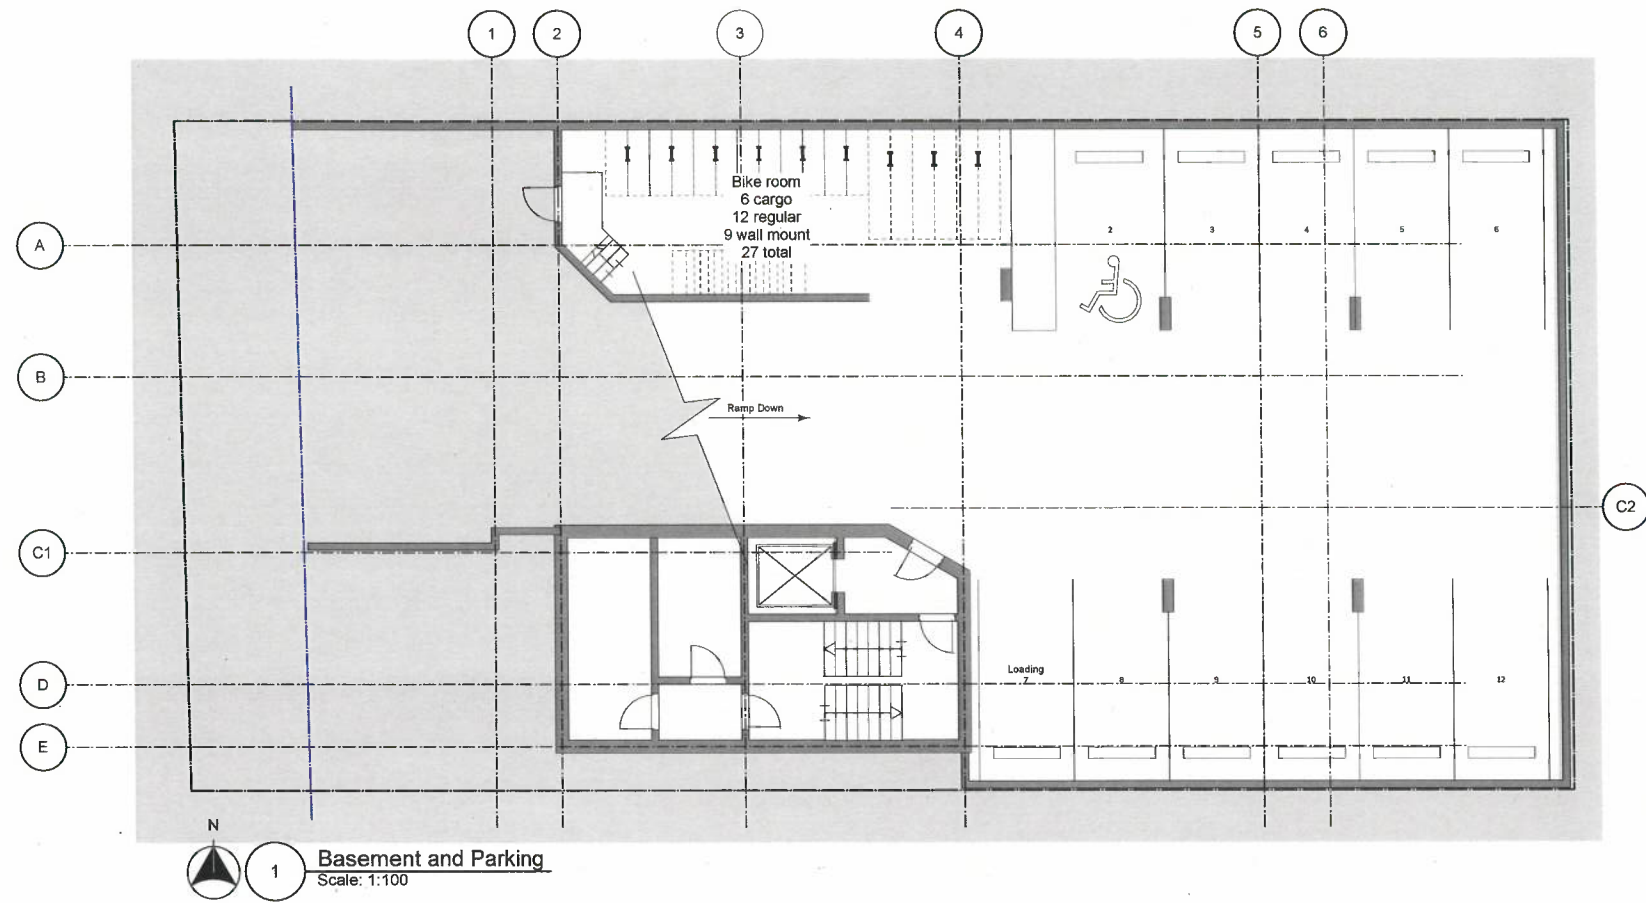 1 2 3 4 5 6
A
B
C1
D
E
C2
Bike room
6 cargo
12 regular
9 wall mount
27 total
2 3 4 5 6
Ramp Down
Loading
7 8 9 10 11 12
N
1
Basement and Parking
Scale: 1:100